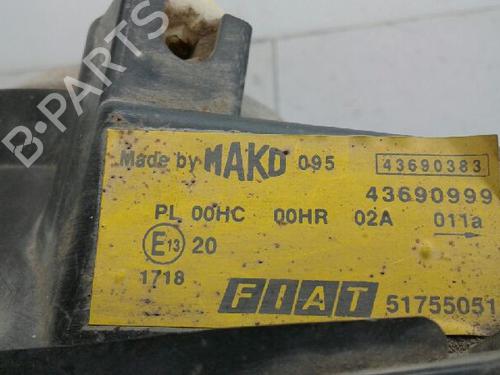 B-PARTS
Made by MAKO 095 43690383
43690999
PL 00HC 00HR 02A 011a
E13 20
1718
FIAT 51755051